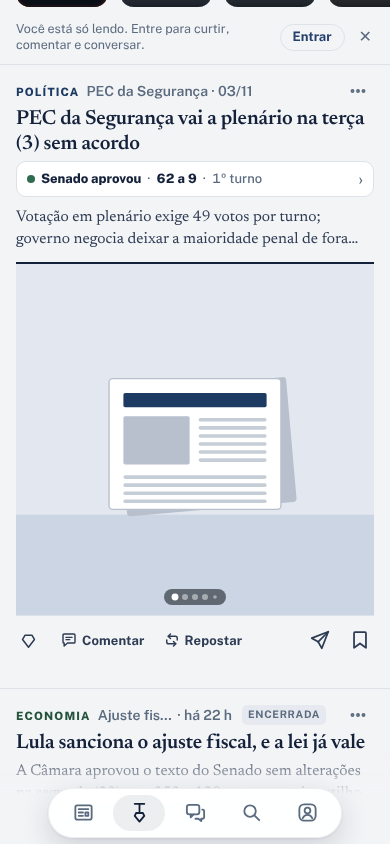 Você está só lendo. Entre para curtir,
comentar e conversar.
Entrar
POLÍTICA PEC da Segurança · 03/11
PEC da Segurança vai a plenário na terça
(3) sem acordo
Senado aprovou · 62 a 9 · 1º turno
Votação em plenário exige 49 votos por turno;
governo negocia deixar a maioridade penal de fora...
Comentar
Repostar
ECONOMIA Ajuste fis... · há 22 h ENCERRADA
Lula sanciona o ajuste fiscal, e a lei já vale
A Câmara aprovou o texto do Senado sem alterações